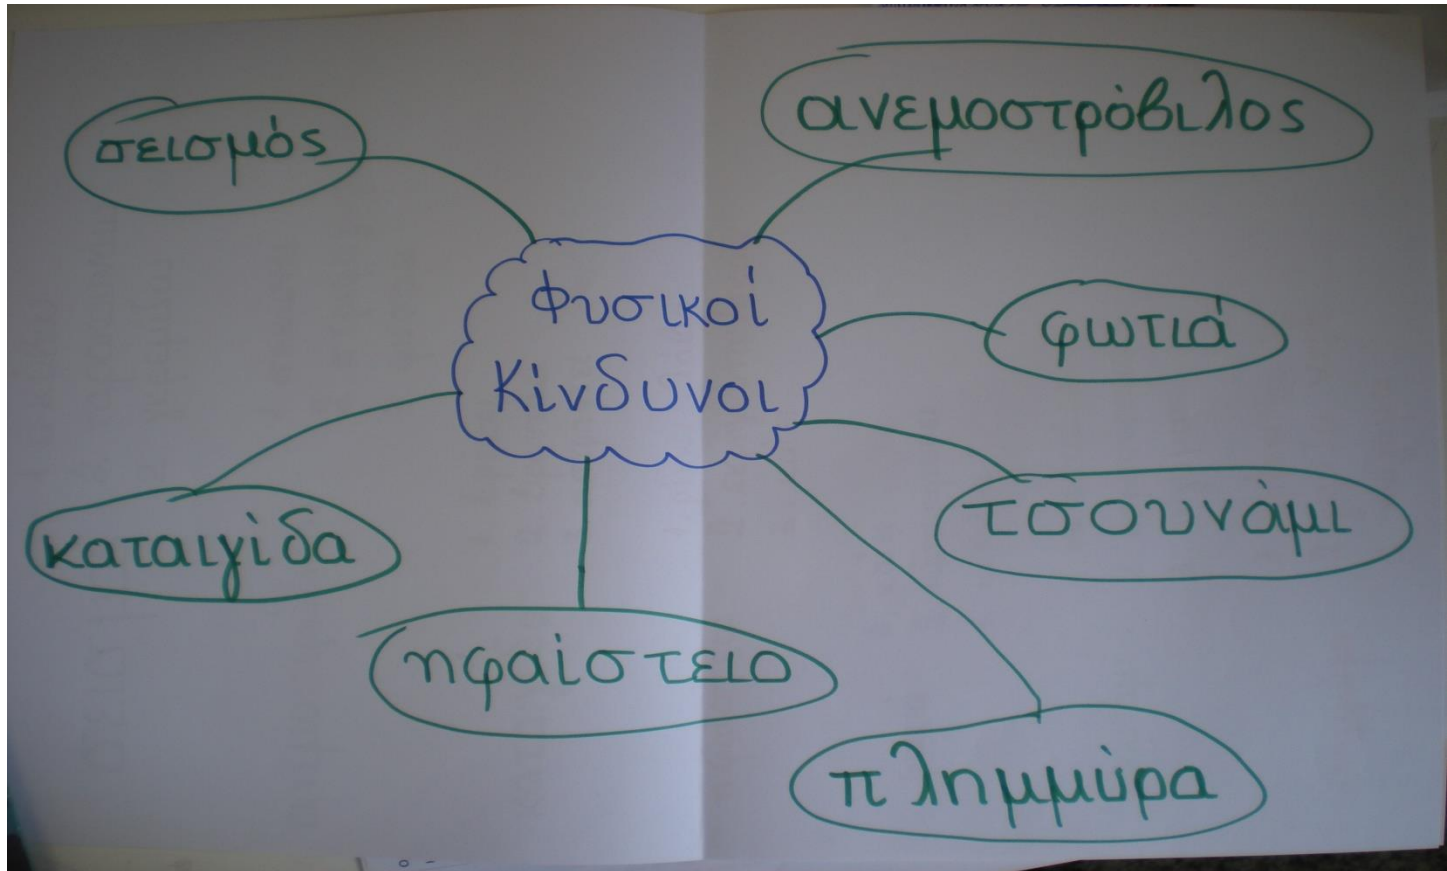 σεισμός
ανεμοστρόβιλος
Φυσικοί
Κίνδυνοι
φωτιά
τσουνάμι
καταιγίδα
ηφαίστειο
πλημμύρα